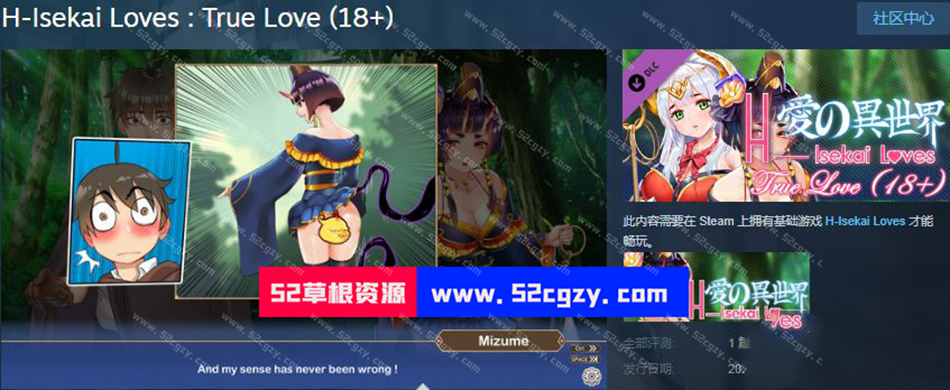 H-Isekai Loves : True Love (18+)
社区中心
DLC
H-愛の異世界
Isekai Loves
True Love (18+)
此内容需要在 Steam 上拥有基础游戏 H-Isekai Loves 才能
畅玩。
52草根资源 www.52cgzy.com
愛の異世界
H-Isekai
全部评测:
1 篇
发行日期:
20
Mizume
Ctrl
SPACE
And my sense has never been wrong !
www.52cgzy.com